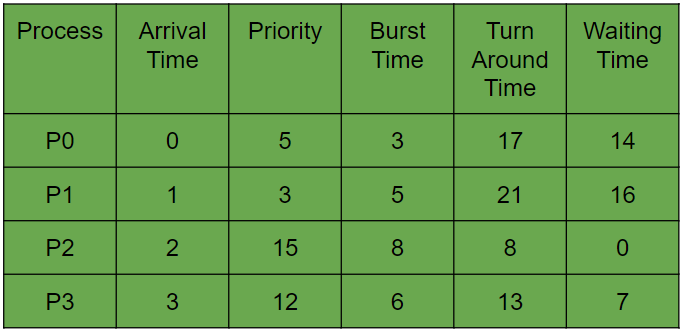 Process Arrival Time Priority Burst Time Turn Around Time Waiting Time
P0 0 5 3 17 14
P1 1 3 5 21 16
P2 2 15 8 8 0
P3 3 12 6 13 7